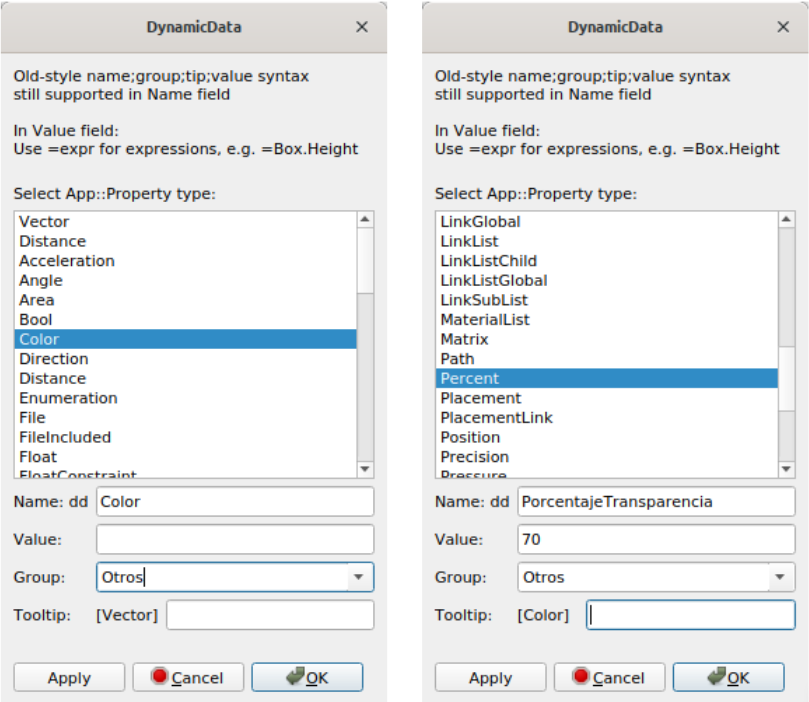 DynamicData
Old-style name;group;tip;value syntax
still supported in Name field
In Value field:
Use =expr for expressions, e.g. =Box.Height
Select App::Property type:
Vector
Distance
Acceleration
Angle
Area
Bool
Color
Direction
Distance
Enumeration
File
FileIncluded
Float
FloatConstraint
Name: dd Color
Value:
Group: Otros
Tooltip: [Vector]
Apply Cancel OK
DynamicData
Old-style name;group;tip;value syntax
still supported in Name field
In Value field:
Use =expr for expressions, e.g. =Box.Height
Select App::Property type:
LinkGlobal
LinkList
LinkListChild
LinkListGlobal
LinkSubList
MaterialList
Matrix
Path
Percent
Placement
PlacementLink
Position
Precision
Pressure
Name: dd PorcentajeTransparencia
Value: 70
Group: Otros
Tooltip: [Color]
Apply Cancel OK